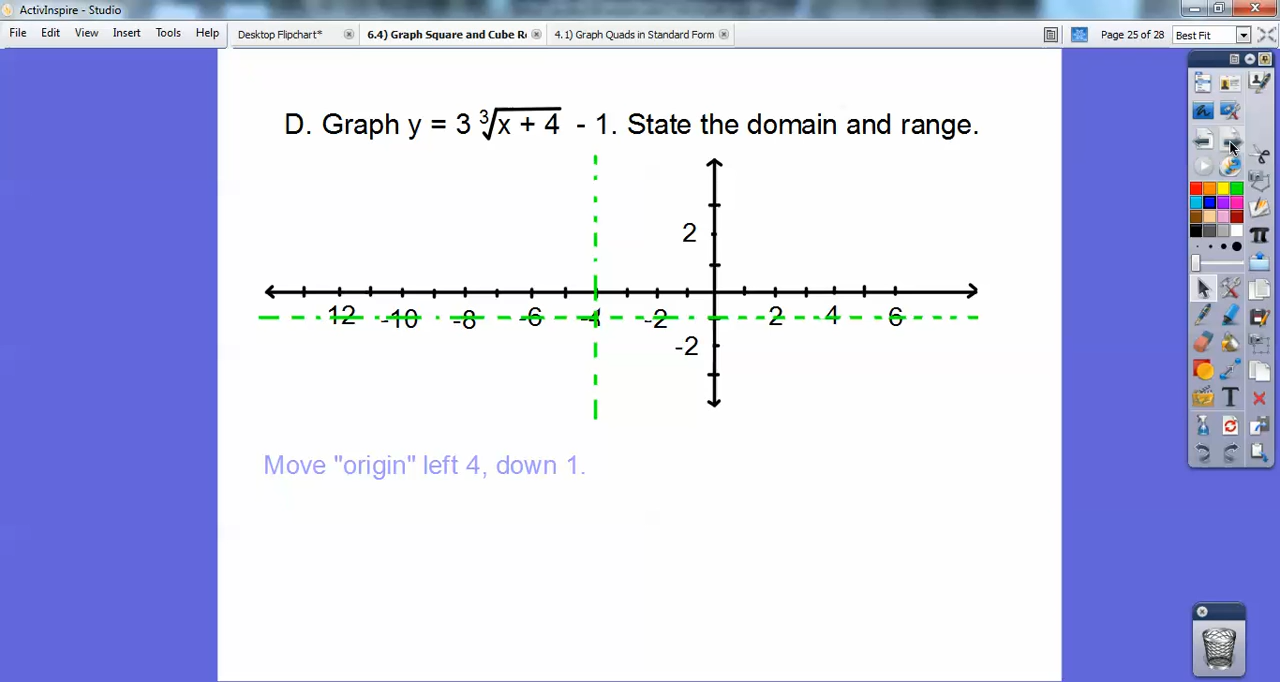 ActivInspire - Studio
File Edit View Insert Tools Help
Desktop Flipchart* 6.4) Graph Square and Cube R 4.1) Graph Quads in Standard Form Page 25 of 28 Best Fit
D. Graph y = 3 ∛x + 4 - 1. State the domain and range.
2
12 -10 -8 -6 -4 -2 2 4 6
-2
Move "origin" left 4, down 1.